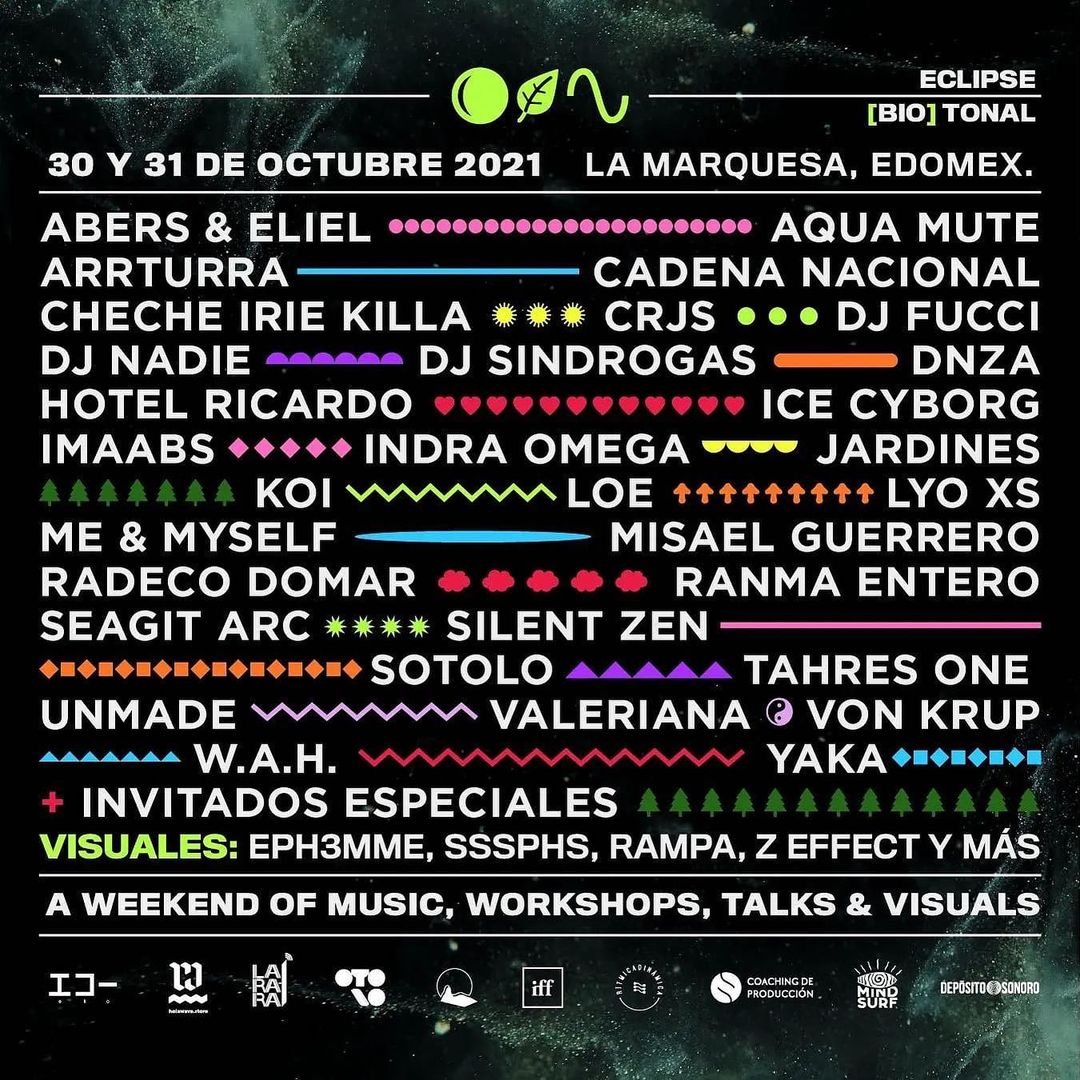 ECLIPSE
[BIO] TONAL
30 Y 31 DE OCTUBRE 2021 LA MARQUESA, EDOMEX.
ABERS & ELIEL AQUA MUTE
ARRTURRA CADENA NACIONAL
CHECHE IRIE KILLA CRJS DJ FUCCI
DJ NADIE DJ SINDROGAS DNZA
HOTEL RICARDO ICE CYBORG
IMAABS INDRA OMEGA JARDINES
KOI LOE LYO XS
ME & MYSELF MISAEL GUERRERO
RADECO DOMAR RANMA ENTERO
SEAGIT ARC SILENT ZEN
SOTOLO TAHRES ONE
UNMADE VALERIANA VON KRUP
W.A.H. YAKA
+ INVITADOS ESPECIALES
VISUALES: EPH3MME, SSSPHS, RAMPA, Z EFFECT Y MÁS
A WEEKEND OF MUSIC, WORKSHOPS, TALKS & VISUALS
エコー
LA RARA!
iff
RITMICADINAMICA
COACHING DE
PRODUCCIÓN
MIND
SURF
DEPÓSITO SONORO